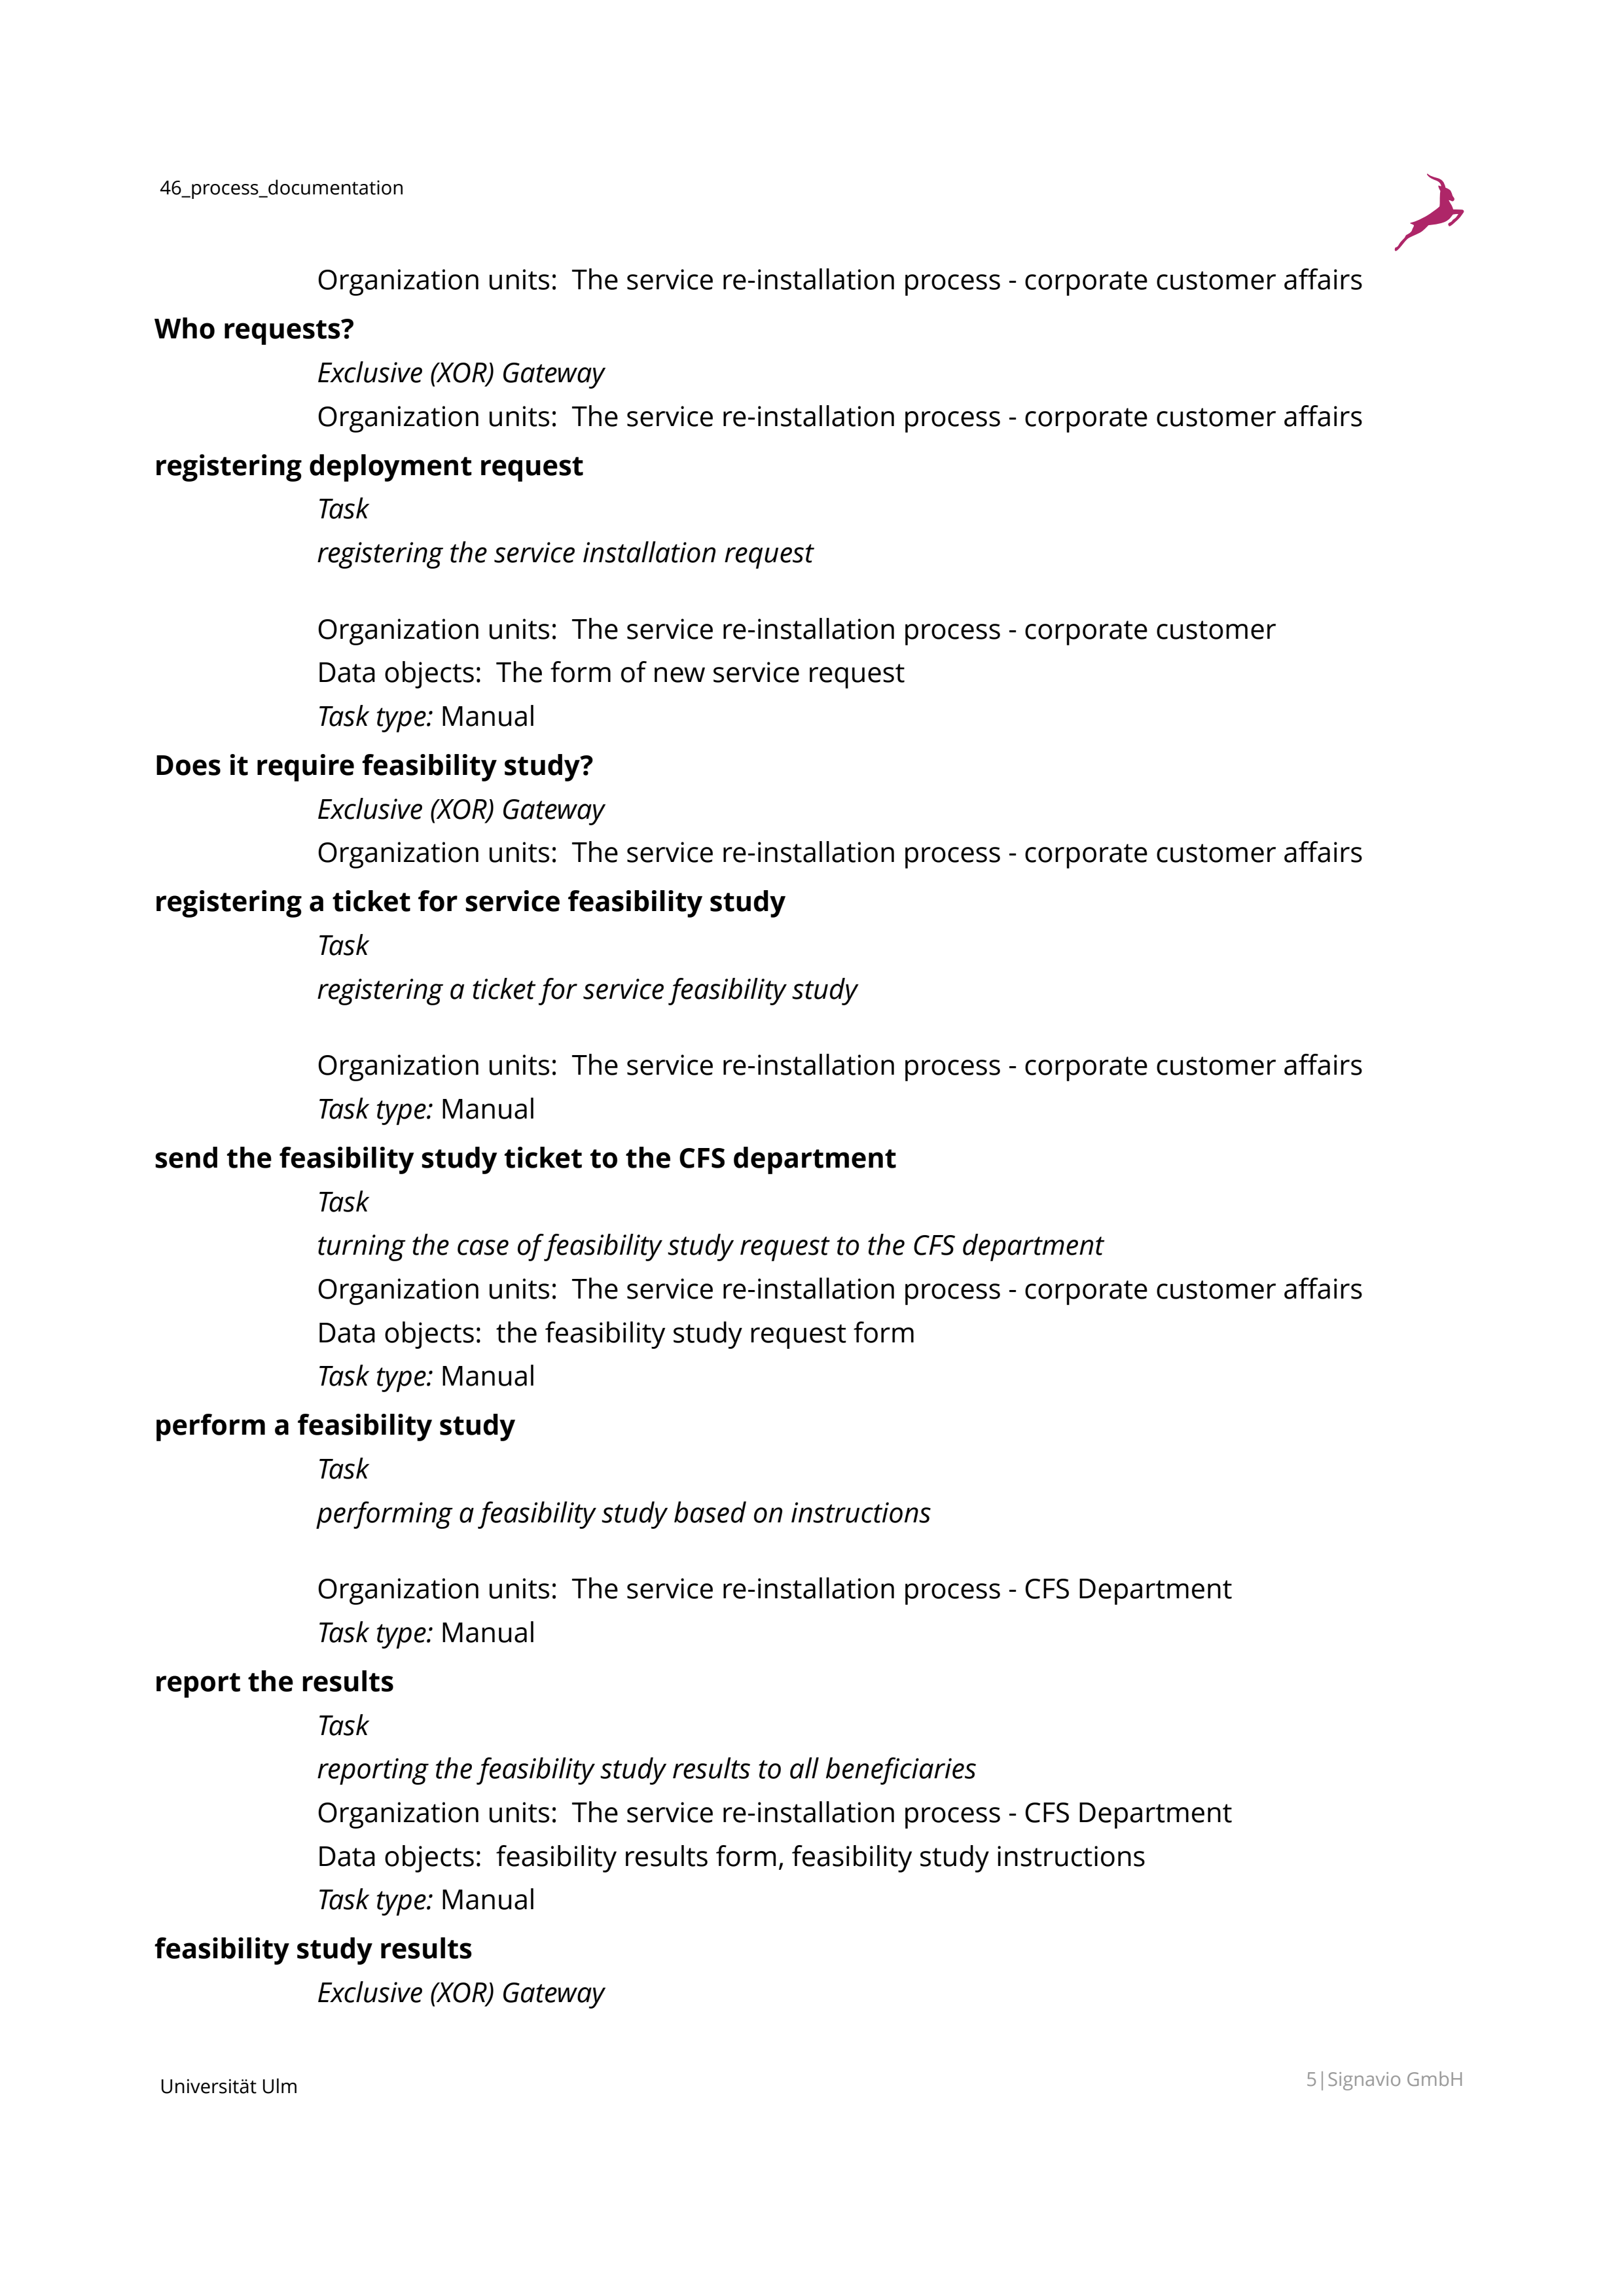 46_process_documentation
Organization units:  The service re-installation process - corporate customer affairs
Who requests?
Exclusive (XOR) Gateway
Organization units:  The service re-installation process - corporate customer affairs
registering deployment request
Task
registering the service installation request
Organization units:  The service re-installation process - corporate customer
Data objects:  The form of new service request
Task type: Manual
Does it require feasibility study?
Exclusive (XOR) Gateway
Organization units:  The service re-installation process - corporate customer affairs
registering a ticket for service feasibility study
Task
registering a ticket for service feasibility study
Organization units:  The service re-installation process - corporate customer affairs
Task type: Manual
send the feasibility study ticket to the CFS department
Task
turning the case of feasibility study request to the CFS department
Organization units:  The service re-installation process - corporate customer affairs
Data objects:  the feasibility study request form
Task type: Manual
perform a feasibility study
Task
performing a feasibility study based on instructions
Organization units:  The service re-installation process - CFS Department
Task type: Manual
report the results
Task
reporting the feasibility study results to all beneficiaries
Organization units:  The service re-installation process - CFS Department
Data objects:  feasibility results form, feasibility study instructions
Task type: Manual
feasibility study results
Exclusive (XOR) Gateway
Universität Ulm
5|Signavio GmbH